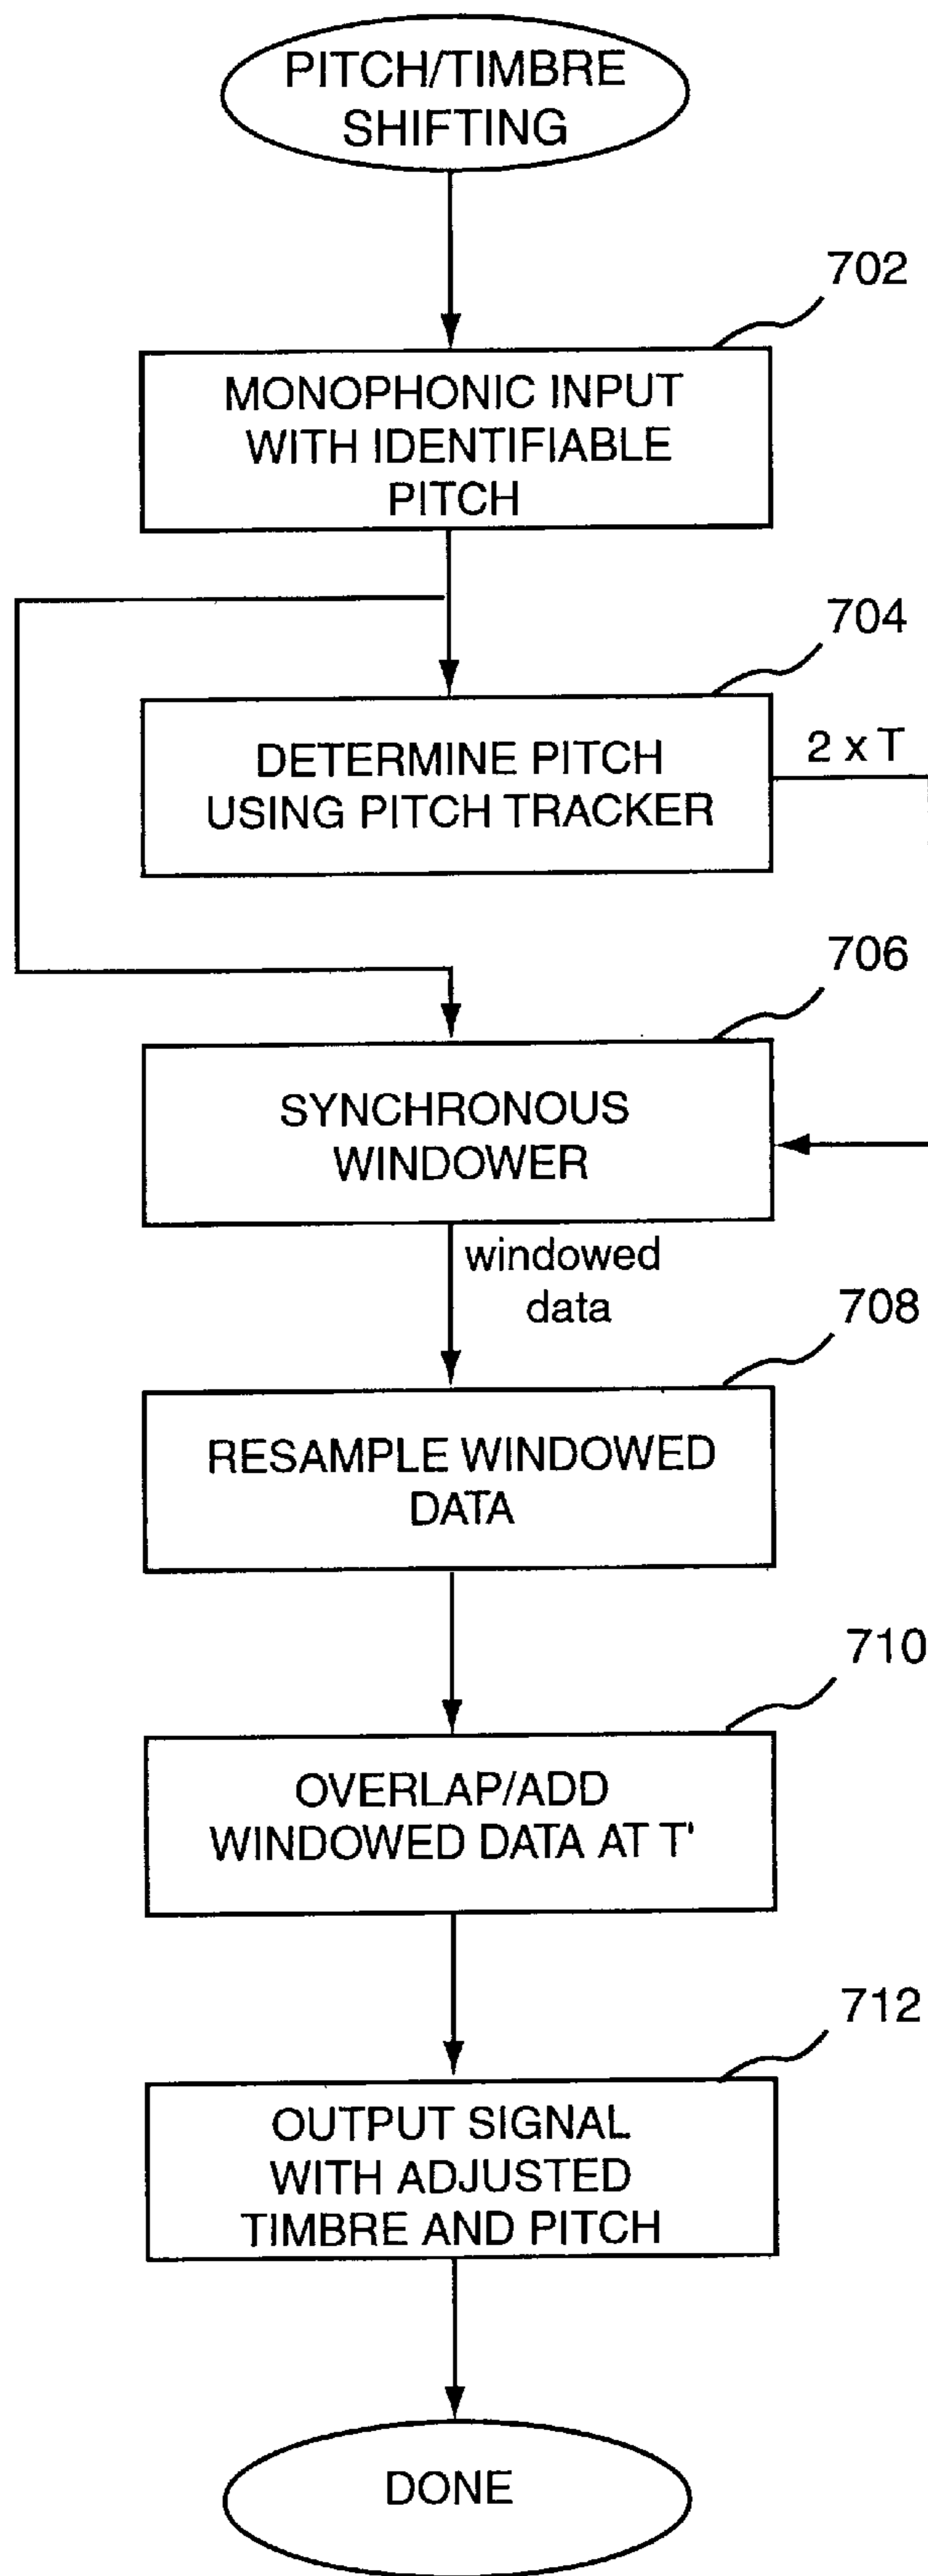 PITCH/TIMBRE
SHIFTING
702
MONOPHONIC INPUT
WITH IDENTIFIABLE
PITCH
704
DETERMINE PITCH
USING PITCH TRACKER
2 x T
706
SYNCHRONOUS
WINDOWER
windowed
data
708
RESAMPLE WINDOWED
DATA
710
OVERLAP/ADD
WINDOWED DATA AT T'
712
OUTPUT SIGNAL
WITH ADJUSTED
TIMBRE AND PITCH
DONE